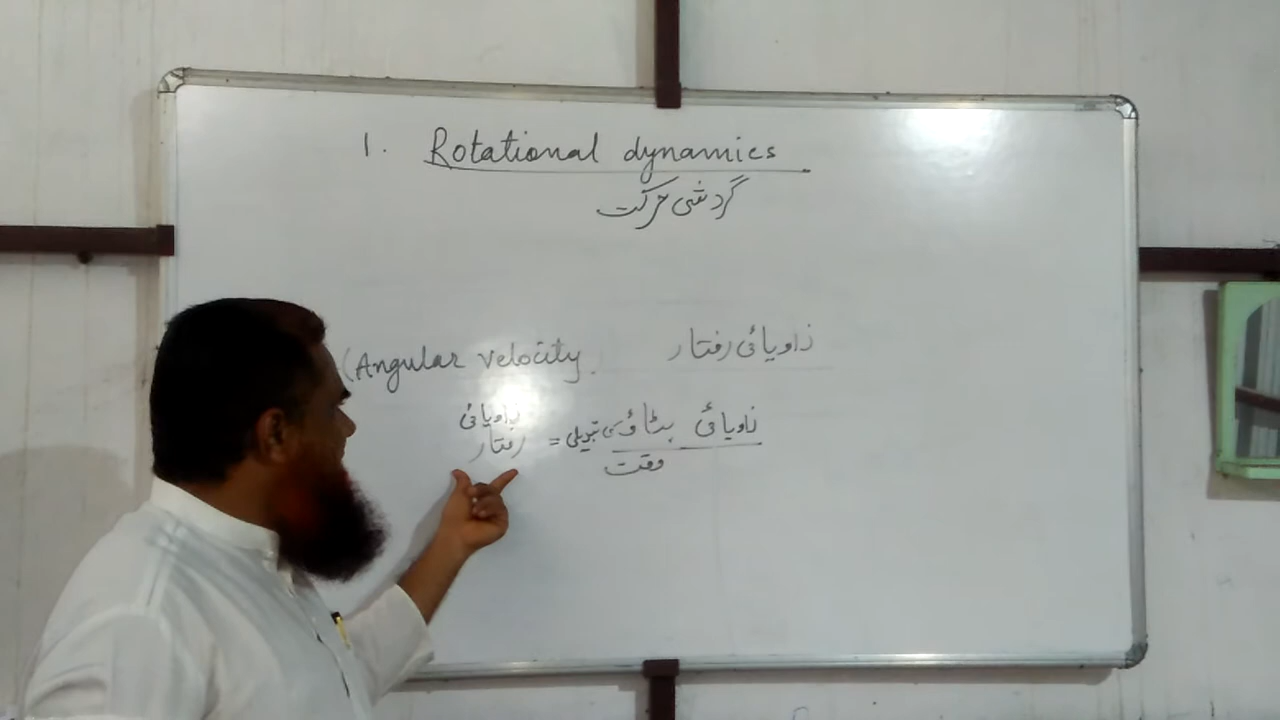 1. Rotational dynamics
گردشی حرکت
(Angular velocity. زاویائی رفتار
زاویائی رفتار = زاویائی ہٹاؤ کی تبدیلی
وقت